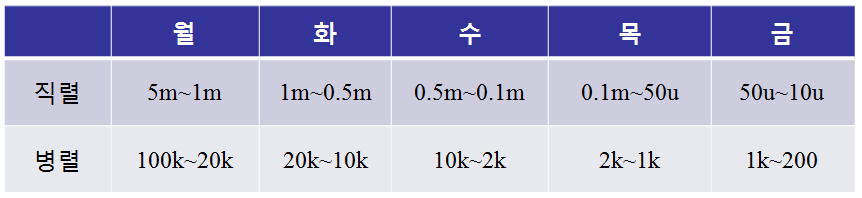 월 화 수 목 금
직렬 5m~1m 1m~0.5m 0.5m~0.1m 0.1m~50u 50u~10u
병렬 100k~20k 20k~10k 10k~2k 2k~1k 1k~200